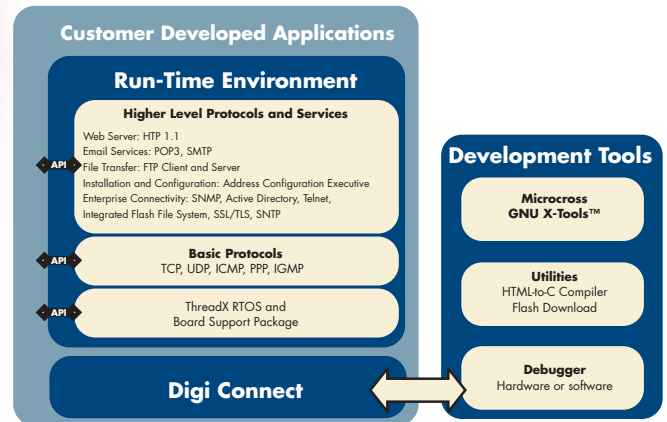 Customer Developed Applications
Run-Time Environment
Higher Level Protocols and Services
Web Server: HTP 1.1
Email Services: POP3, SMTP
API
File Transfer: FTP Client and Server
Installation and Configuration: Address Configuration Executive
Enterprise Connectivity: SNMP, Active Directory, Telnet,
Integrated Flash File System, SSL/TLS, SNTP
Basic Protocols
API
TCP, UDP, ICMP, PPP, IGMP
ThreadX RTOS and
API
Board Support Package
Digi Connect
Development Tools
Microcross
GNU X-Tools™
Utilities
HTML-to-C Compiler
Flash Download
Debugger
Hardware or software